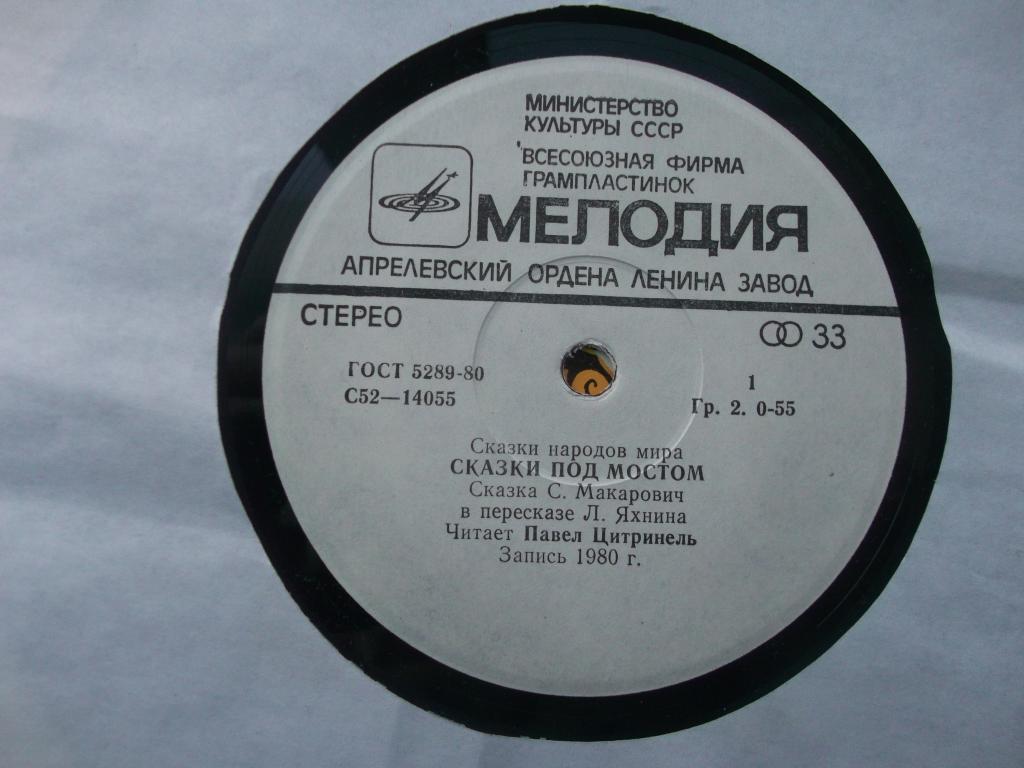 МИНИСТЕРСТВО
КУЛЬТУРЫ СССР
ВСЕСОЮЗНАЯ ФИРМА
ГРАМПЛАСТИНОК
МЕЛОДИЯ
АПРЕЛЕВСКИЙ ОРДЕНА ЛЕНИНА ЗАВОД
СТЕРЕО
33
ГОСТ 5289-80
С52—14055
1
Гр. 2. 0-55
Сказки народов мира
СКАЗКИ ПОД МОСТОМ
Сказка С. Макарович
в пересказе Л. Яхнина
Читает Павел Цитринель
Запись 1980 г.